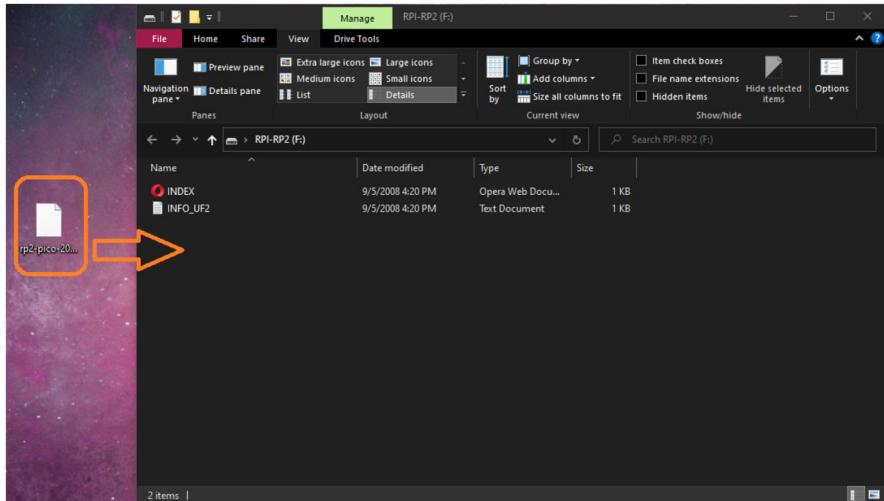 Manage RPI-RP2 (F:)
File Home Share View Drive Tools
Navigation pane
Preview pane
Details pane
Panes
Extra large icons Large icons
Medium icons Small icons
List Details
Layout
Sort by
Group by
Add columns
Size all columns to fit
Current view
Item check boxes
File name extensions
Hidden items
Hide selected items
Show/hide
Options
RPI-RP2 (F:) Search RPI-RP2 (F:)
Name Date modified Type Size
INDEX 9/5/2008 4:20 PM Opera Web Docu... 1 KB
INFO_UF2 9/5/2008 4:20 PM Text Document 1 KB
rp2-pico-20...
2 items